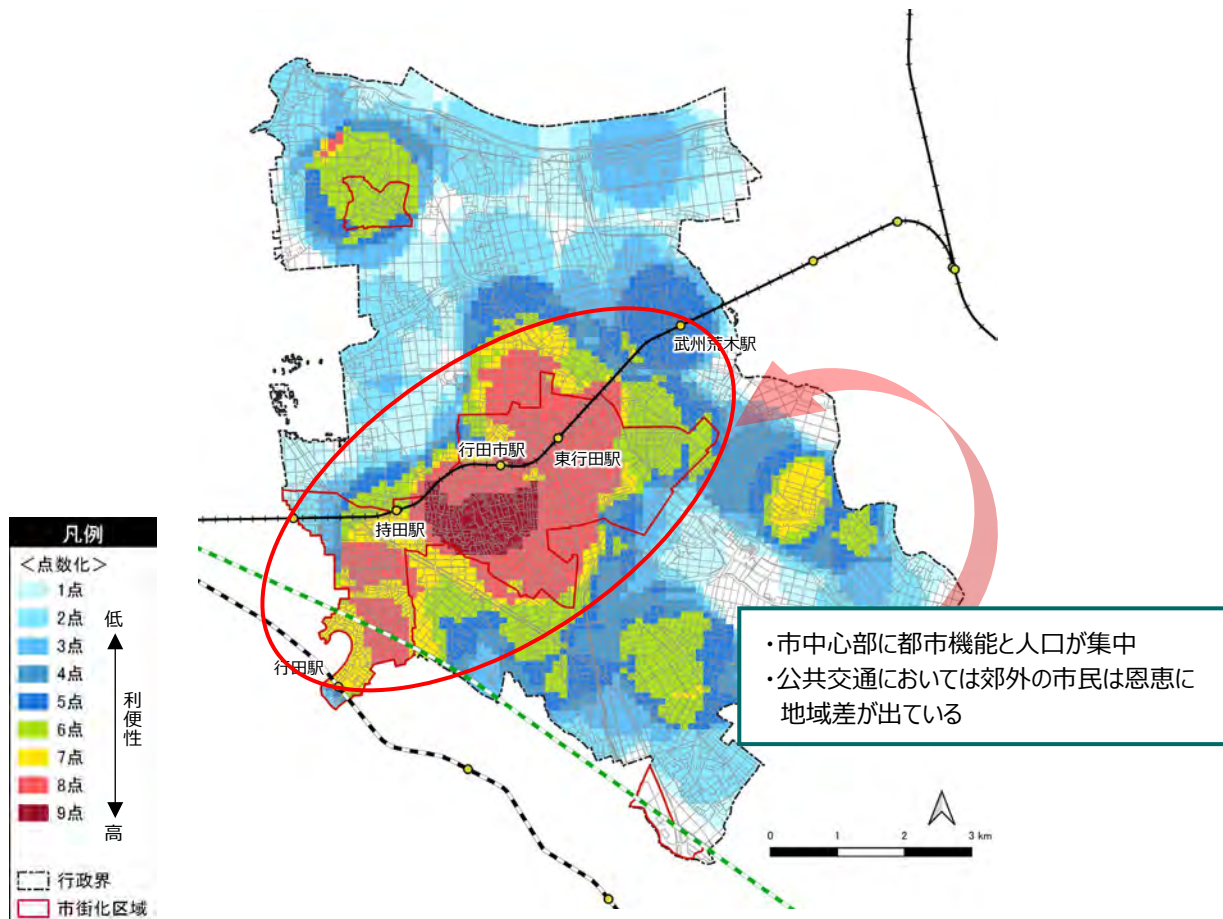 武州荒木駅
行田市駅
東行田駅
持田駅
行田駅
・市中心部に都市機能と人口が集中
・公共交通においては郊外の市民は恩恵に
地域差が出ている
凡例
＜点数化＞
1点
2点
3点
4点
5点
6点
7点
8点
9点
低
利便性
高
行政界
市街化区域
0 1 2 3 km